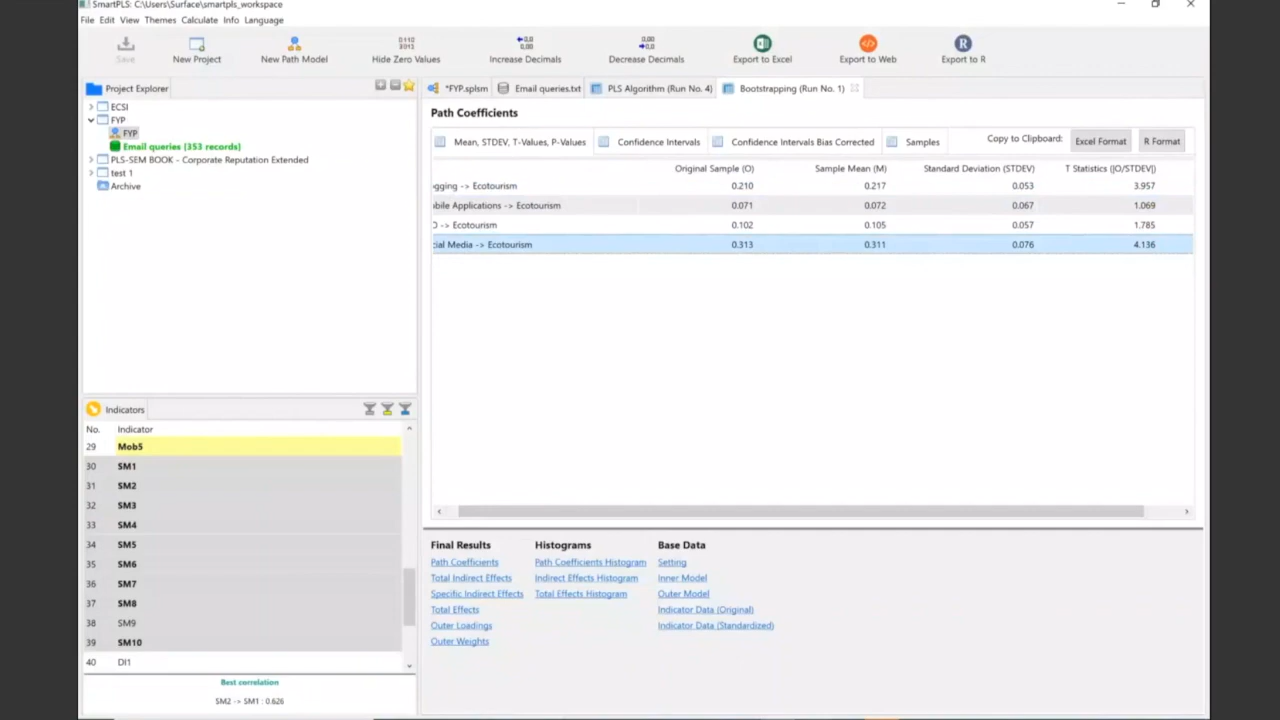 SmartPLS: C:\Users\Surface\smartpls_workspace
File Edit View Themes Calculate Info Language
Save New Project New Path Model Hide Zero Values Increase Decimals Decrease Decimals Export to Excel Export to Web Export to R
Project Explorer
ECSI
FYP
FYP
Email queries [353 records]
PLS-SEM BOOK - Corporate Reputation Extended
test 1
Archive
*FYP.splsm Email queries.txt PLS Algorithm (Run No. 4) Bootstrapping (Run No. 1)
Path Coefficients
Mean, STDEV, T-Values, P-Values Confidence Intervals Confidence Intervals Bias Corrected Samples Copy to Clipboard: Excel Format R Format
Original Sample (O) Sample Mean (M) Standard Deviation (STDEV) T Statistics (|O/STDEV|)
gging -> Ecotourism 0.210 0.217 0.053 3.957
bile Applications -> Ecotourism 0.071 0.072 0.067 1.069
-> Ecotourism 0.102 0.105 0.057 1.785
ial Media -> Ecotourism 0.313 0.311 0.076 4.136
Indicators
No. Indicator
29 Mob5
30 SM1
31 SM2
32 SM3
33 SM4
34 SM5
35 SM6
36 SM7
37 SM8
38 SM9
39 SM10
40 DI1
Best correlation
SM2 -> SM1 : 0.626
Final Results
Path Coefficients
Total Indirect Effects
Specific Indirect Effects
Total Effects
Outer Loadings
Outer Weights
Histograms
Path Coefficients Histogram
Indirect Effects Histogram
Total Effects Histogram
Base Data
Setting
Inner Model
Outer Model
Indicator Data (Original)
Indicator Data (Standardized)